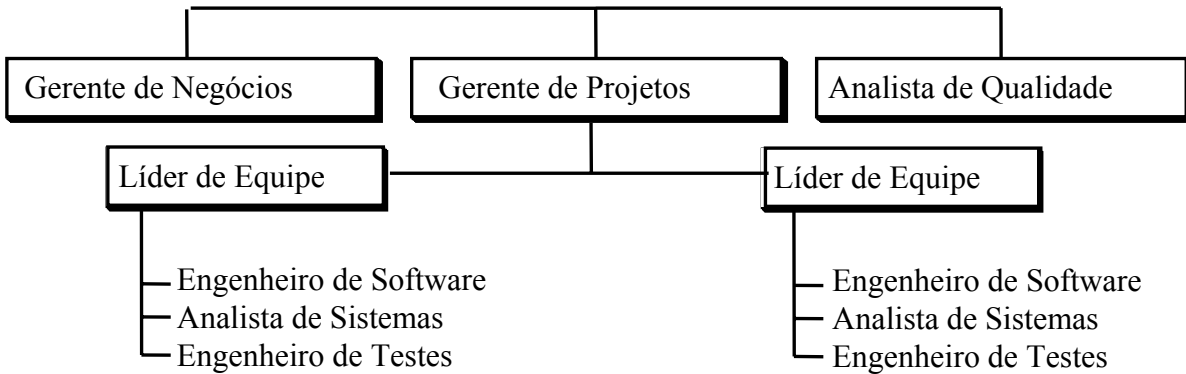 Gerente de Negócios
Gerente de Projetos
Analista de Qualidade
Líder de Equipe
Líder de Equipe
Engenheiro de Software
Analista de Sistemas
Engenheiro de Testes
Engenheiro de Software
Analista de Sistemas
Engenheiro de Testes